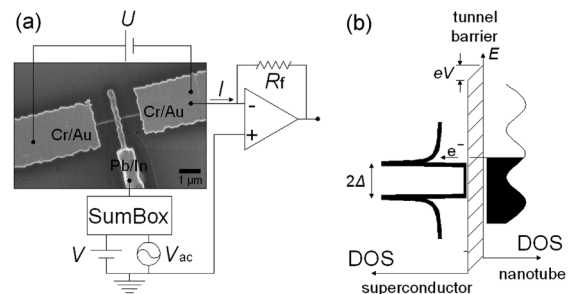 (a)
U
Cr/Au
Cr/Au
Pb/In
1 μm
I
Rf
-
+
SumBox
V
Vac
(b)
tunnel
barrier
E
eV
e⁻
2Δ
DOS
superconductor
DOS
nanotube